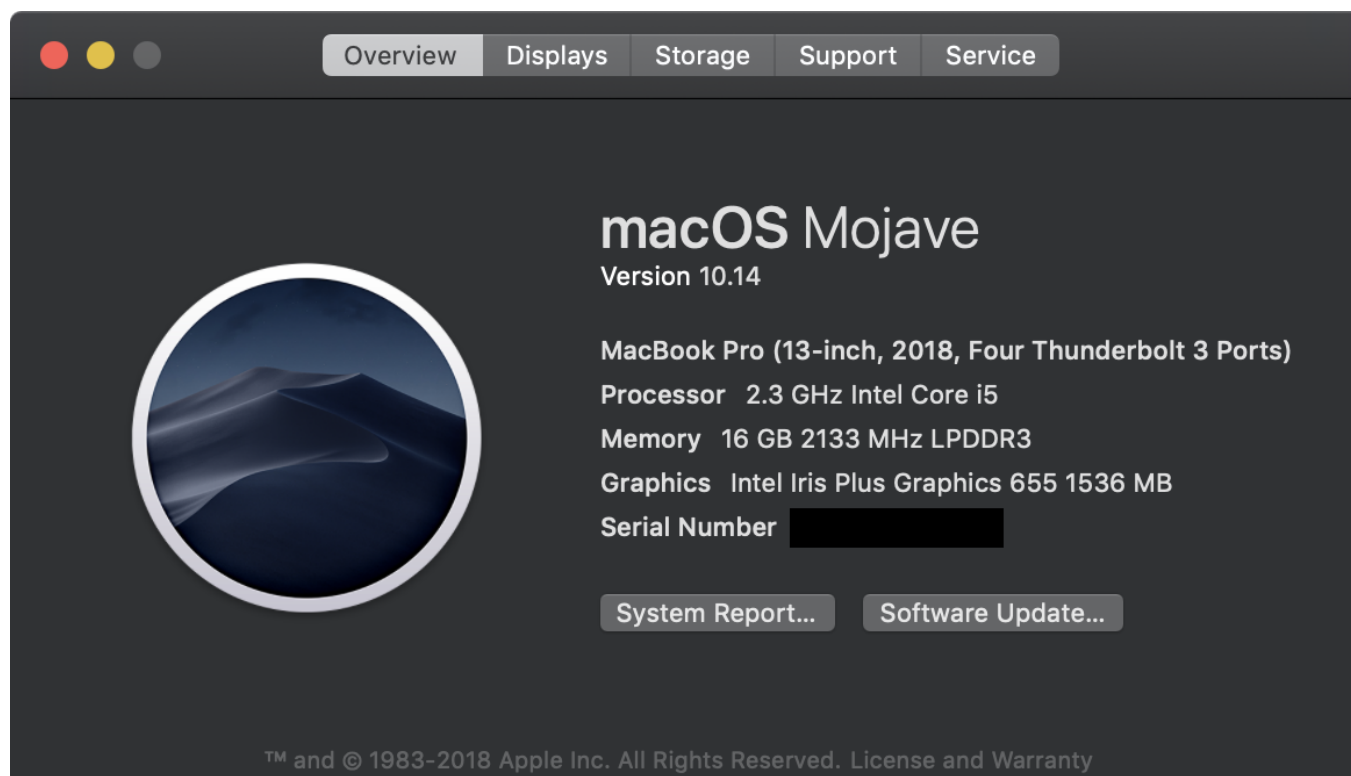 Overview Displays Storage Support Service
macOS Mojave
Version 10.14
MacBook Pro (13-inch, 2018, Four Thunderbolt 3 Ports)
Processor 2.3 GHz Intel Core i5
Memory 16 GB 2133 MHz LPDDR3
Graphics Intel Iris Plus Graphics 655 1536 MB
Serial Number
System Report... Software Update...
™ and © 1983-2018 Apple Inc. All Rights Reserved. License and Warranty